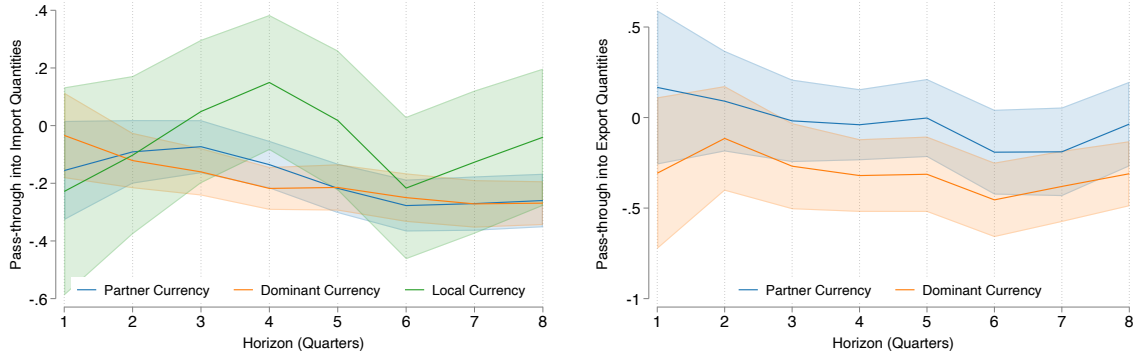 Pass-through into Import Quantities
.4
.2
0
-.2
-.4
-.6
Partner Currency
Dominant Currency
Local Currency
1 2 3 4 5 6 7 8
Horizon (Quarters)
Pass-through into Export Quantities
.5
0
-.5
-1
Partner Currency
Dominant Currency
1 2 3 4 5 6 7 8
Horizon (Quarters)